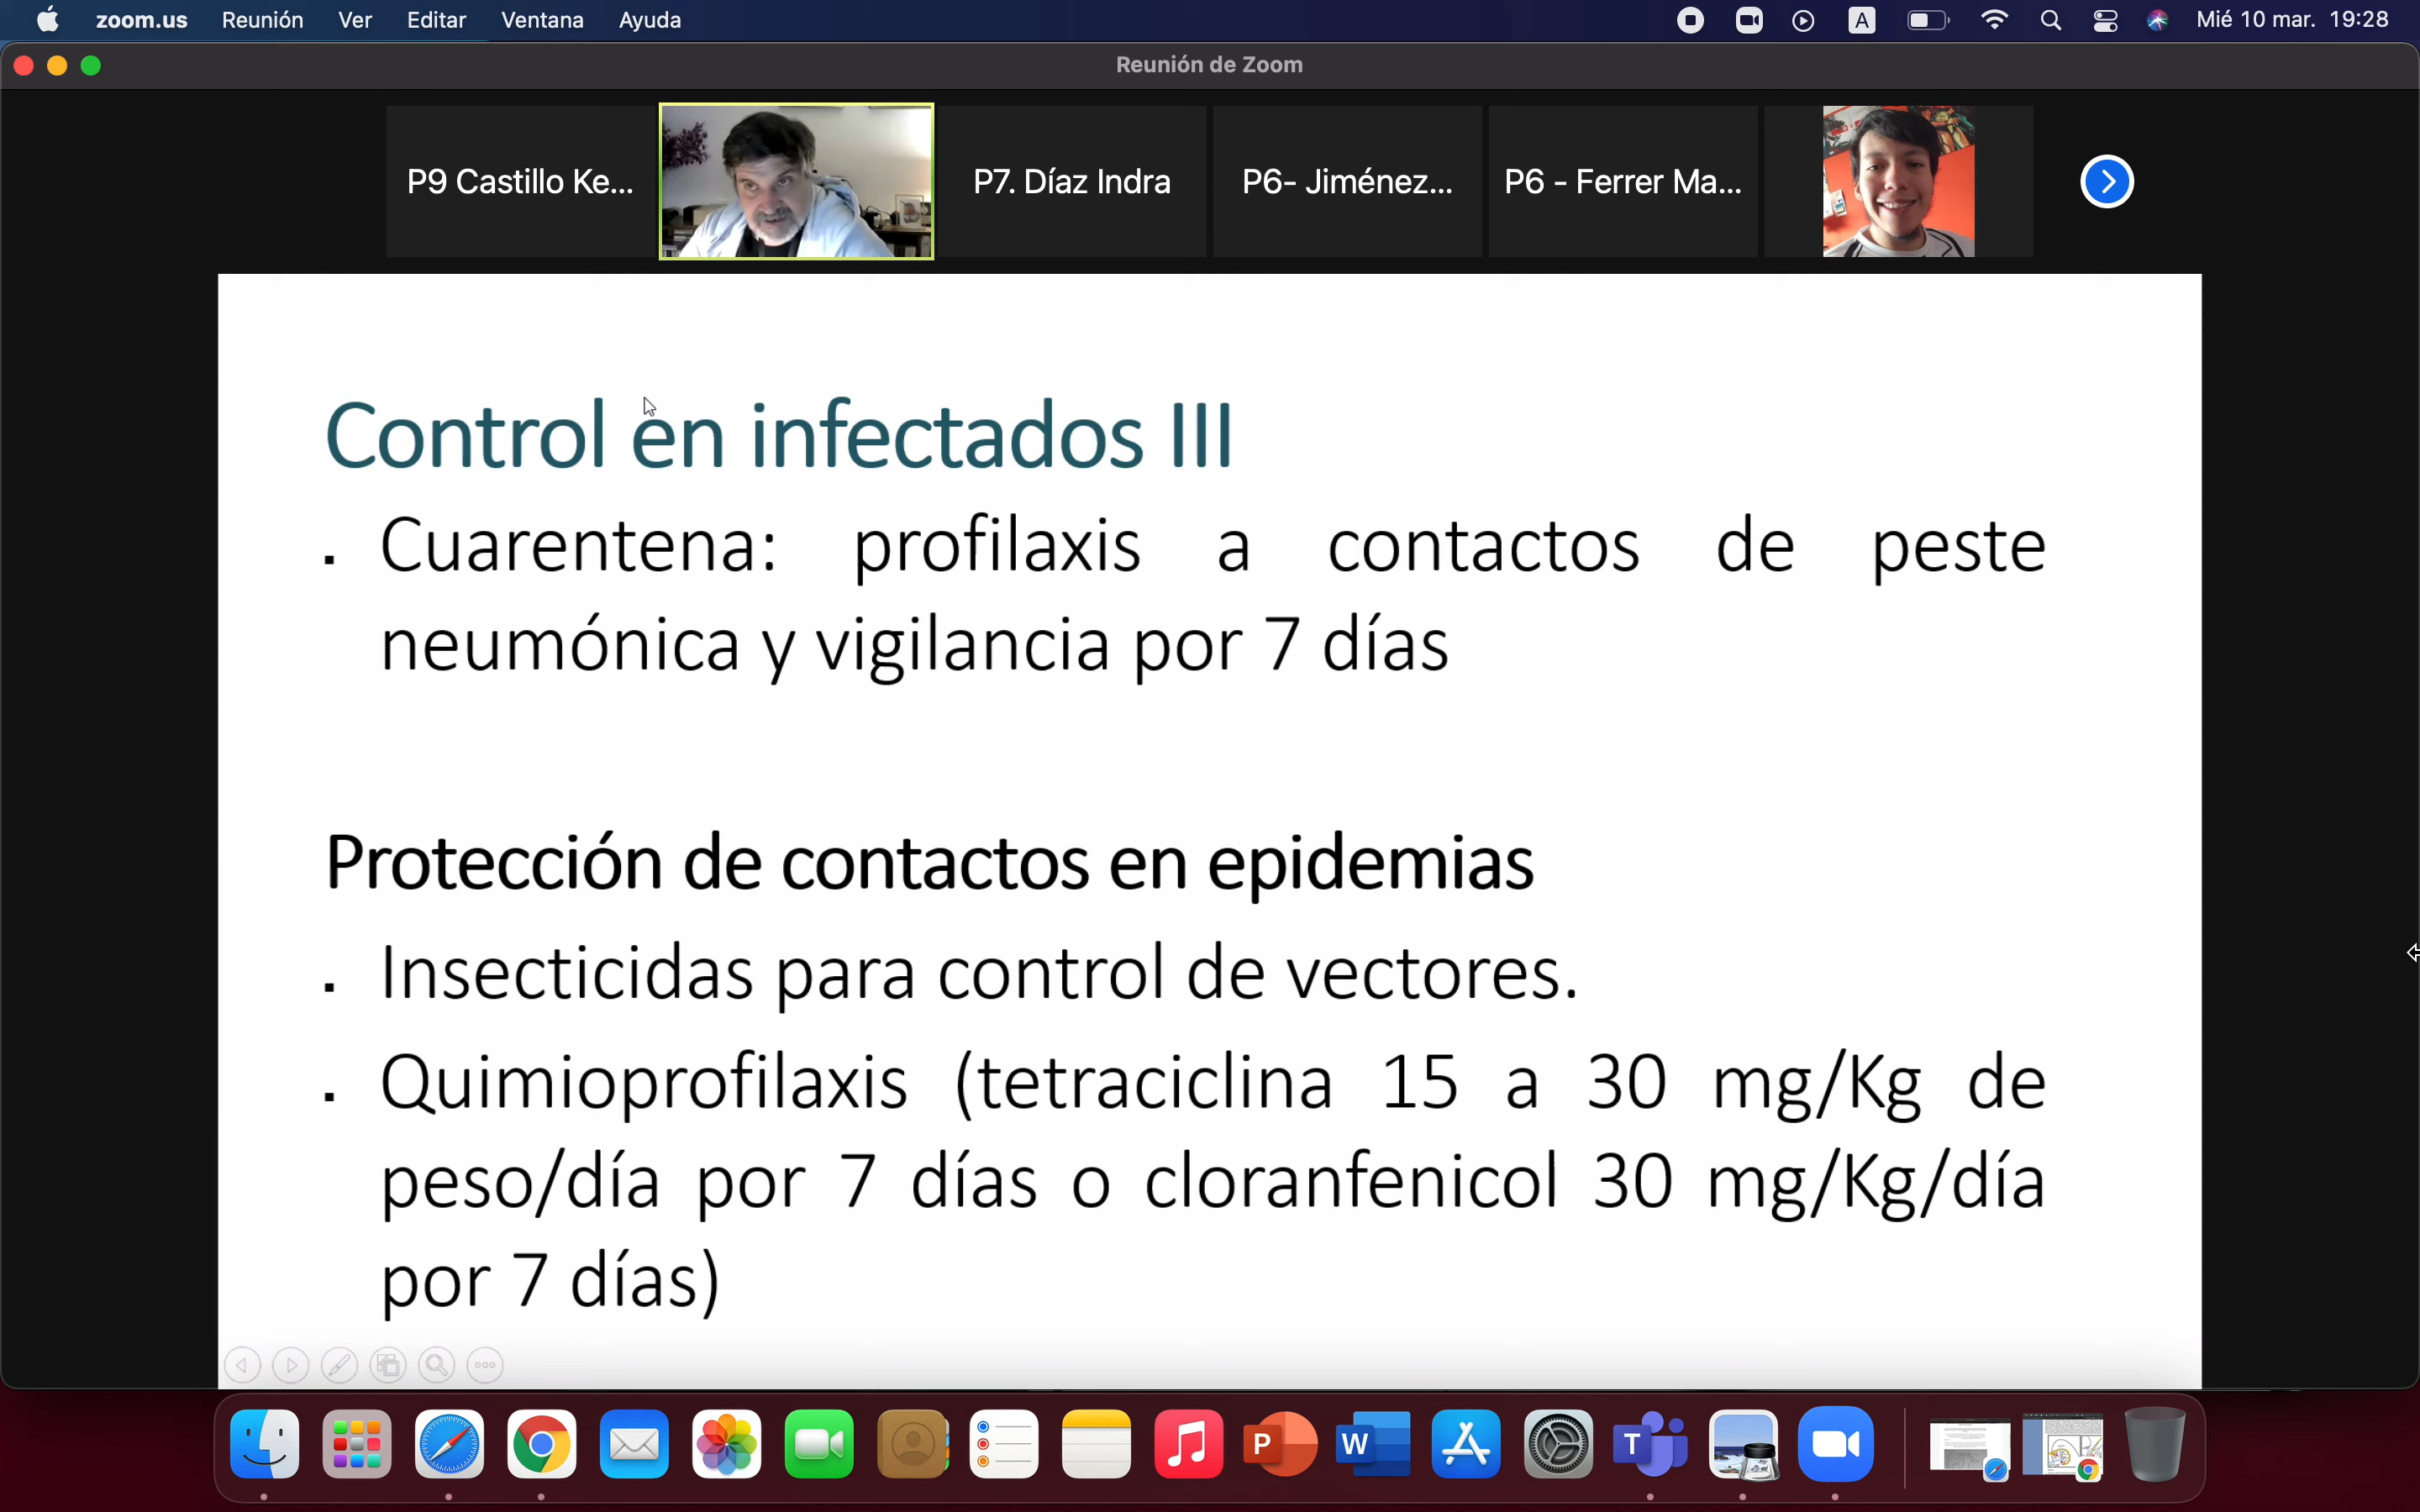 zoom.us Reunión Ver Editar Ventana Ayuda A Mié 10 mar. 19:28
Reunión de Zoom
P9 Castillo Ke... P7. Díaz Indra P6- Jiménez... P6 - Ferrer Ma...
Control en infectados III
. Cuarentena: profilaxis a contactos de peste
neumónica y vigilancia por 7 días
Protección de contactos en epidemias
. Insecticidas para control de vectores.
. Quimioprofilaxis (tetraciclina 15 a 30 mg/Kg de
peso/día por 7 días o cloranfenicol 30 mg/Kg/día
por 7 días)
P W T